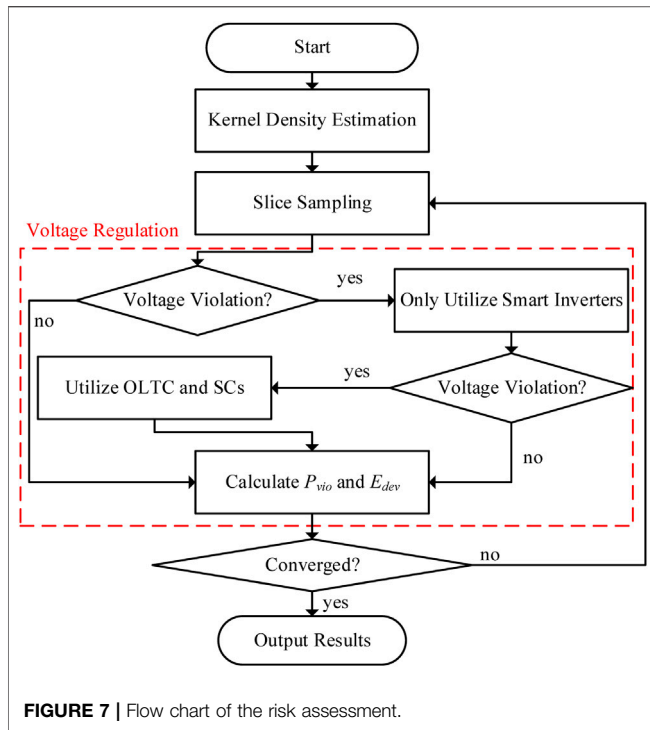 Start
Kernel Density Estimation
Slice Sampling
Voltage Regulation
Voltage Violation?
yes
Only Utilize Smart Inverters
no
Utilize OLTC and SCs
yes
Voltage Violation?
no
Calculate P_vio and E_dev
Converged?
no
yes
Output Results
FIGURE 7 | Flow chart of the risk assessment.